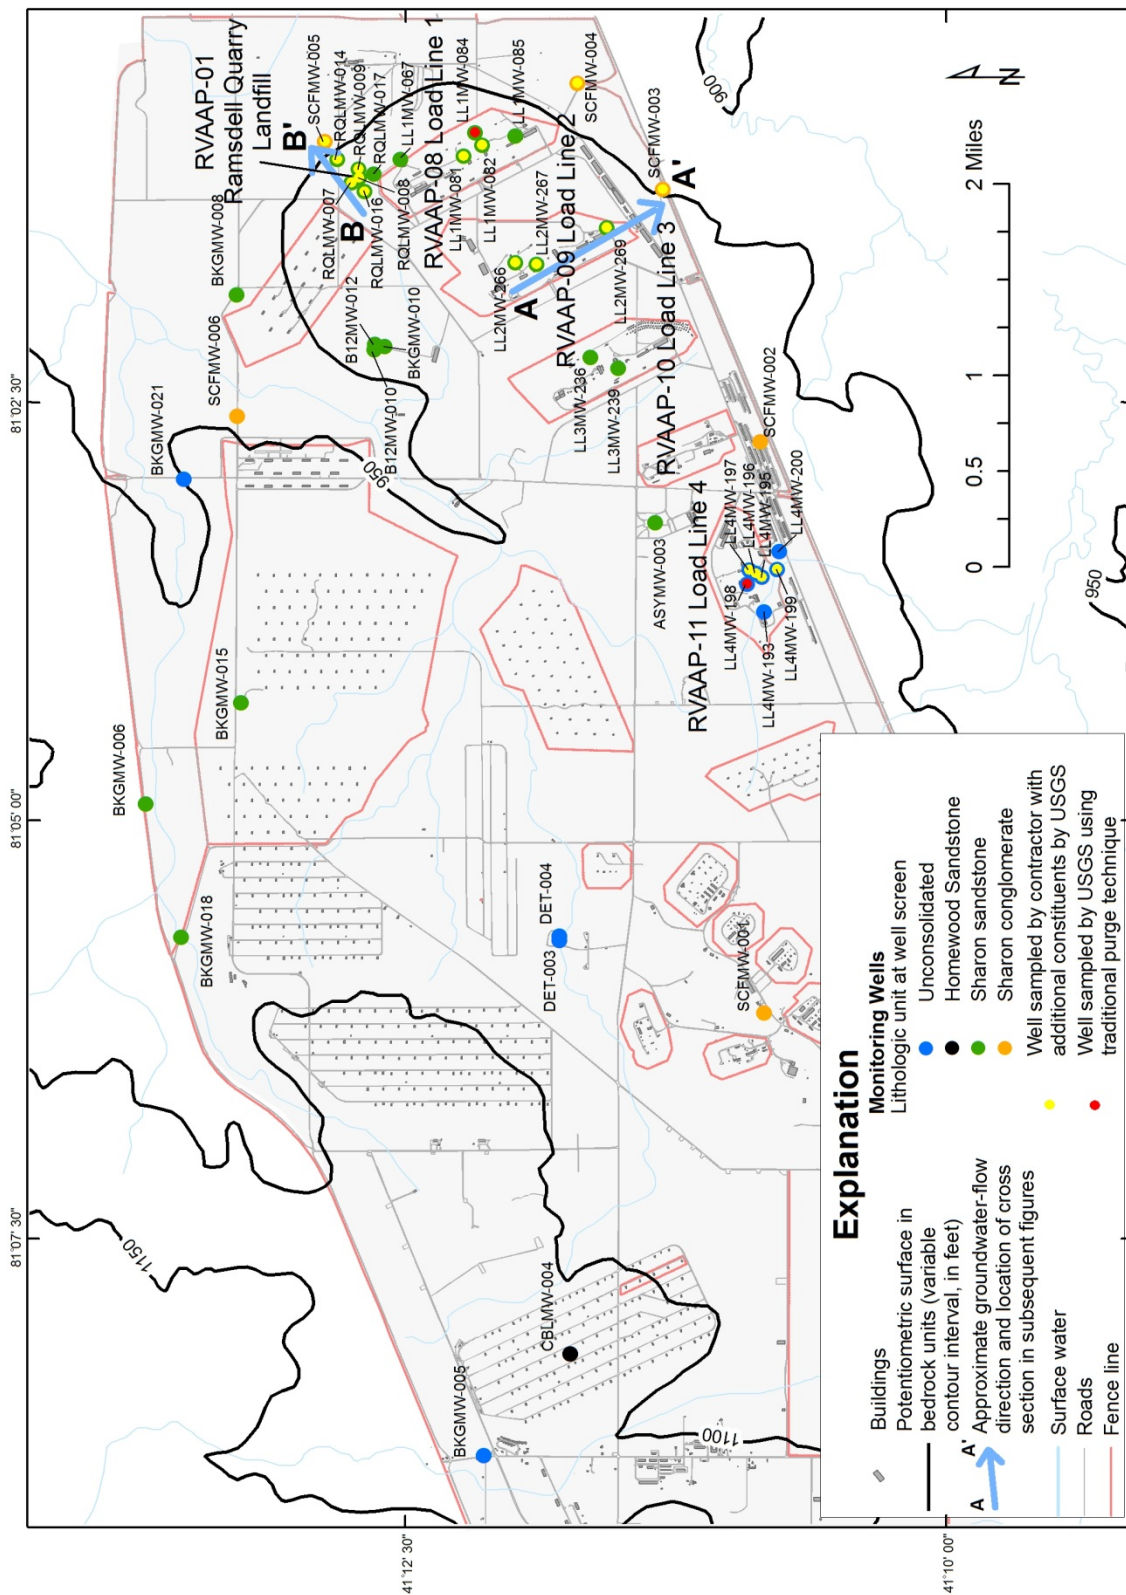 81°07'30"
81°05'00"
81°02'30"
41°12'30"
41°10'00"
1150
1100
950
950
900
BKGMW-005
CBLMW-004
BKGMW-018
BKGMW-006
BKGMW-015
BKGMW-021
SCFMW-006
BKGMW-008
RVAAP-01
Ramsdell Quarry
Landfill
B'
B
SCFMW-005
RQLMW-014
RQLMW-009
RQLMW-017
LL1MW-067
RVAAP-08 Load Line 1
LL1MW-084
LL1MW-085
SCFMW-004
RQLMW-007
RQLMW-016
RQLMW-008
LL1MW-081
LL1MW-082
B12MW-012
BKGMW-010
B12MW-010
LL2MW-266
LL2MW-267
A
RVAAP-09 Load Line 2
LL2MW-269
SCFMW-003
A'
LL3MW-236
LL3MW-239
RVAAP-10 Load Line 3
SCFMW-002
ASYMW-003
RVAAP-11 Load Line 4
LL4MW-197
LL4MW-196
LL4MW-195
LL4MW-200
LL4MW-198
LL4MW-193
LL4MW-199
DET-003
DET-004
SCFMW-001
0
0.5
1
2 Miles
N
Explanation
Buildings
Potentiometric surface in
bedrock units (variable
contour interval, in feet)
A
A'
Approximate groundwater-flow
direction and location of cross
section in subsequent figures
Surface water
Roads
Fence line
Monitoring Wells
Lithologic unit at well screen
Unconsolidated
Homewood Sandstone
Sharon sandstone
Sharon conglomerate
Well sampled by contractor with
additional constituents by USGS
Well sampled by USGS using
traditional purge technique